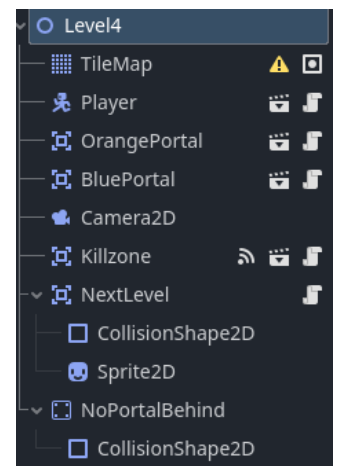 Level4
TileMap
Player
OrangePortal
BluePortal
Camera2D
Killzone
NextLevel
CollisionShape2D
Sprite2D
NoPortalBehind
CollisionShape2D